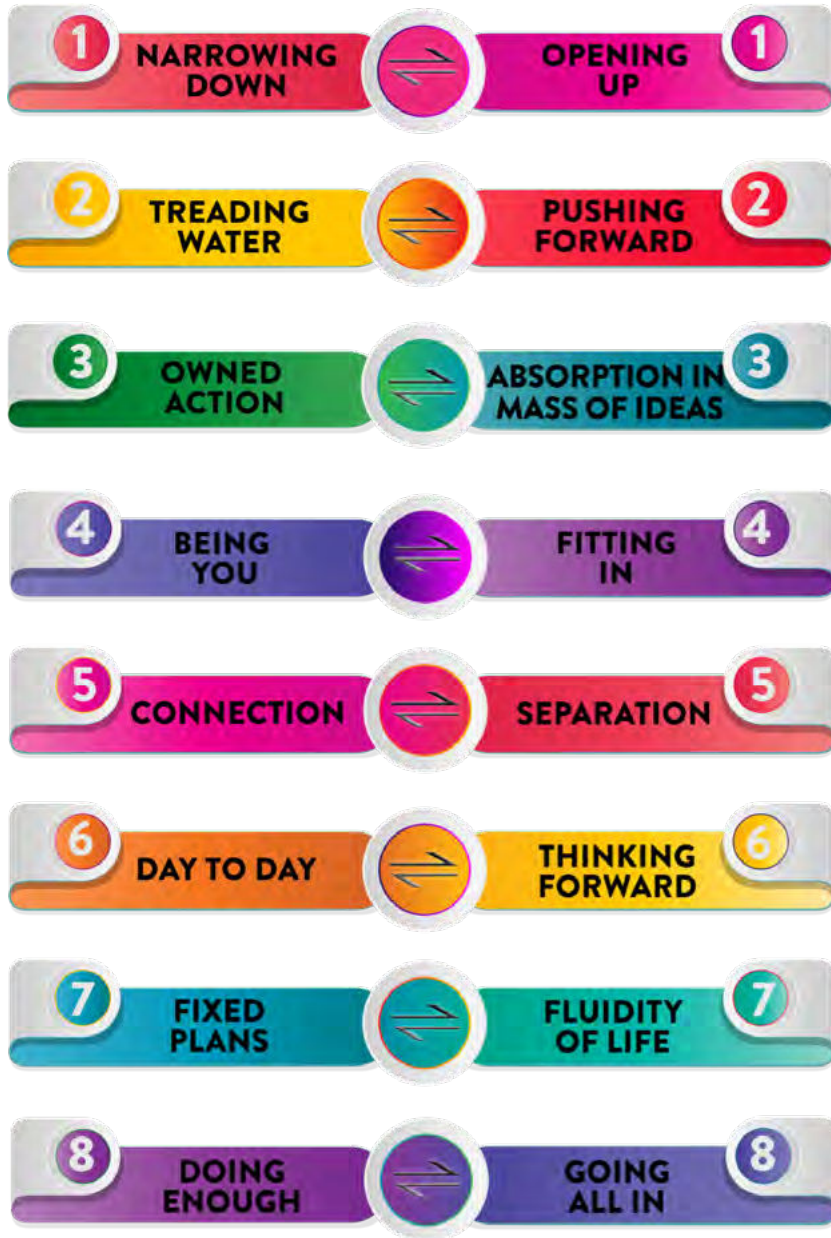 1 NARROWING DOWN OPENING UP 1
2 TREADING WATER PUSHING FORWARD 2
3 OWNED ACTION ABSORPTION IN MASS OF IDEAS 3
4 BEING YOU FITTING IN 4
5 CONNECTION SEPARATION 5
6 DAY TO DAY THINKING FORWARD 6
7 FIXED PLANS FLUIDITY OF LIFE 7
8 DOING ENOUGH GOING ALL IN 8